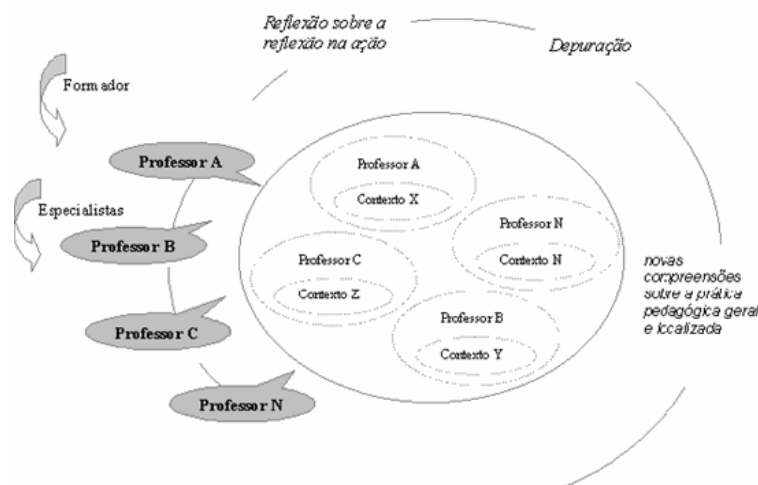 Reflexão sobre a
reflexão na ação
Depuração
Formador
Professor A
Especialistas
Professor B
Professor C
Professor N
Professor A
Contexto X
Professor N
Contexto N
Professor C
Contexto Z
Professor B
Contexto Y
novas
compreensões
sobre a prática
pedagógica geral
e localizada